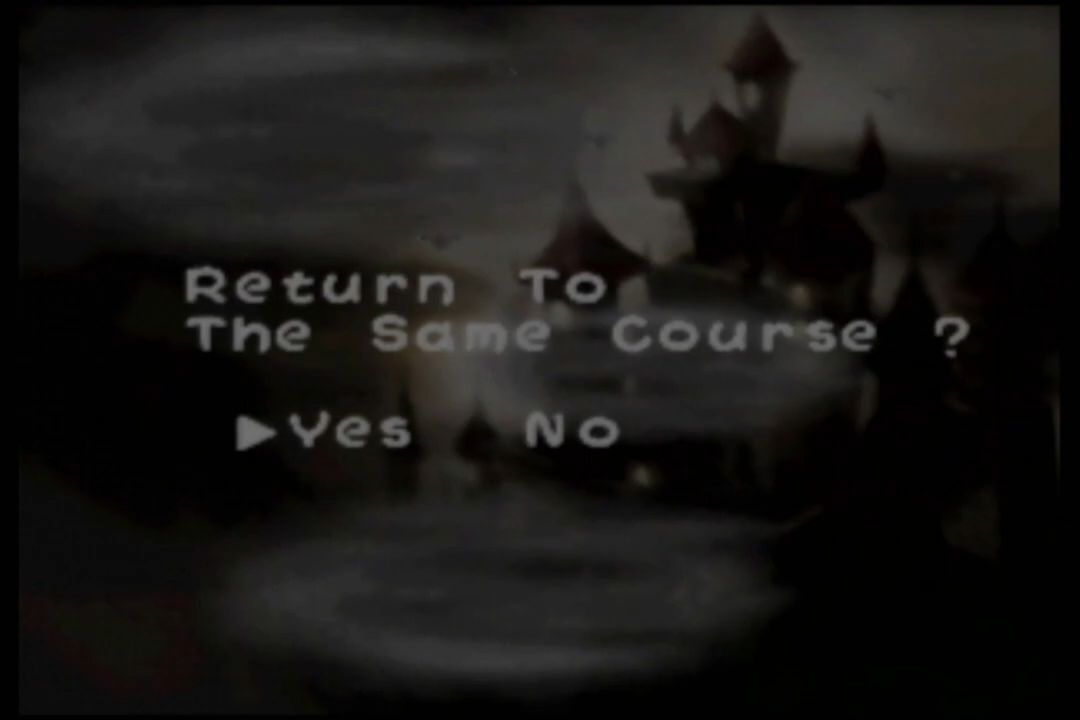 Return To
The Same Course ?
▶Yes No